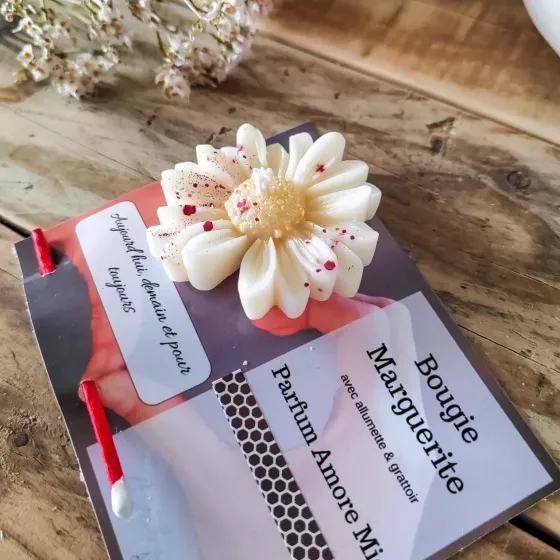 Aujourd'hui, demain et pour
toujours
Bougie
Marguerite
avec allumette & grattoir
Parfum Amore Mi